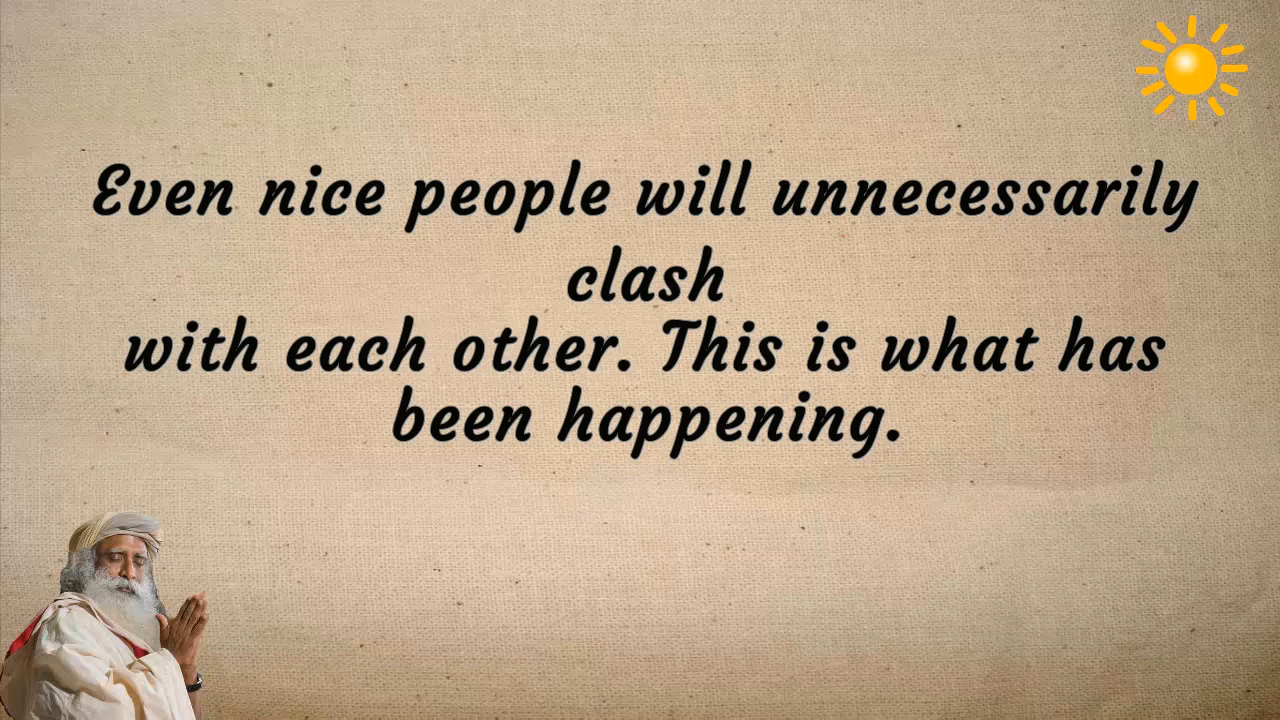 Even nice people will unnecessarily
clash
with each other. This is what has
been happening.